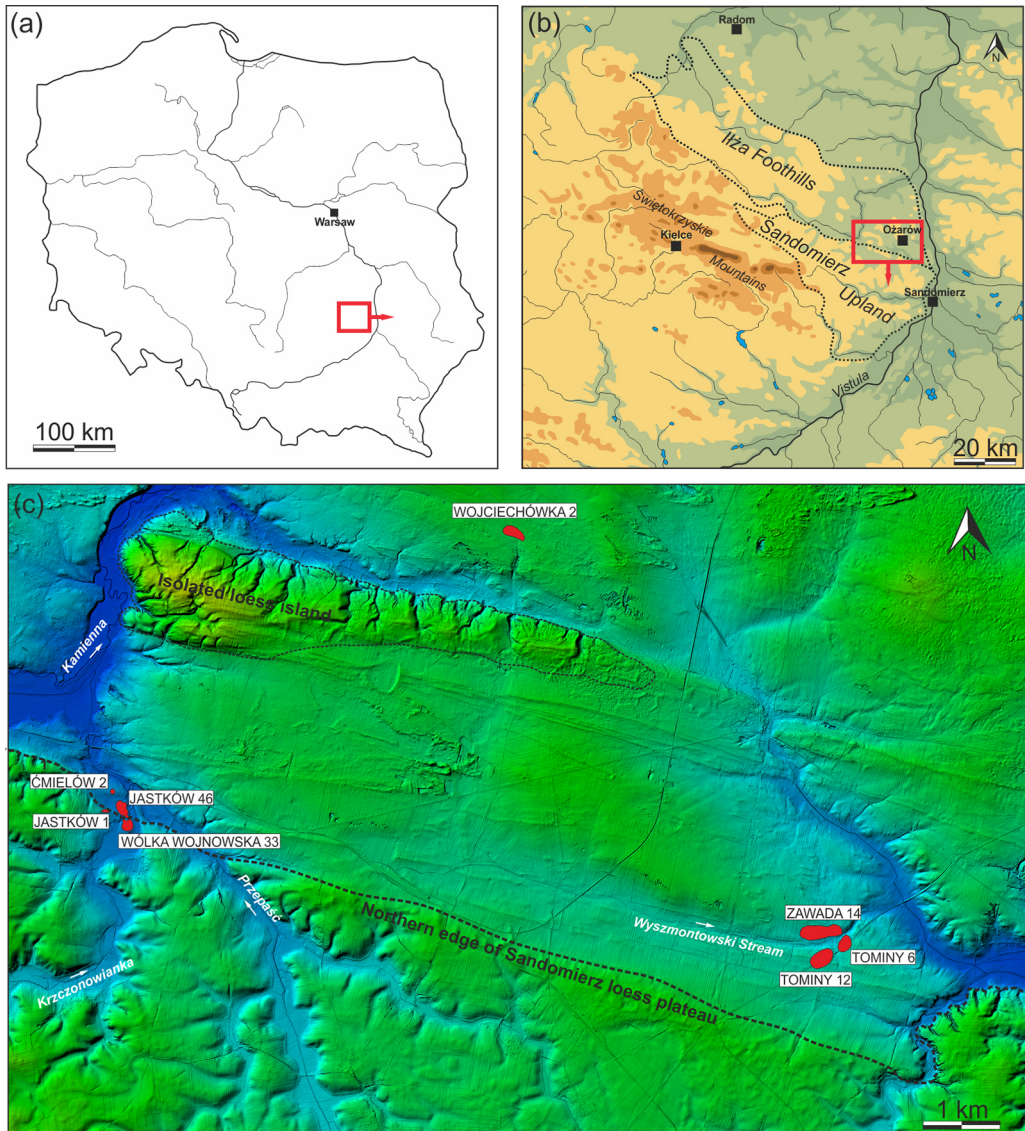 (a)
Warsaw
100 km
(b)
Radom
N
Iłża Foothills
Świętokrzyskie
Kielce
Mountains
Sandomierz
Upland
Ożarów
Sandomierz
Vistula
20 km
(c)
WOJCIECHÓWKA 2
N
Isolated loess island
Kamienna
ĆMIELÓW 2
JASTKÓW 46
JASTKÓW 1
WÓLKA WOJNOWSKA 33
Przepaść
Krzczonowianka
Northern edge of Sandomierz loess plateau
Wyszmontowski Stream
ZAWADA 14
TOMINY 6
TOMINY 12
1 km